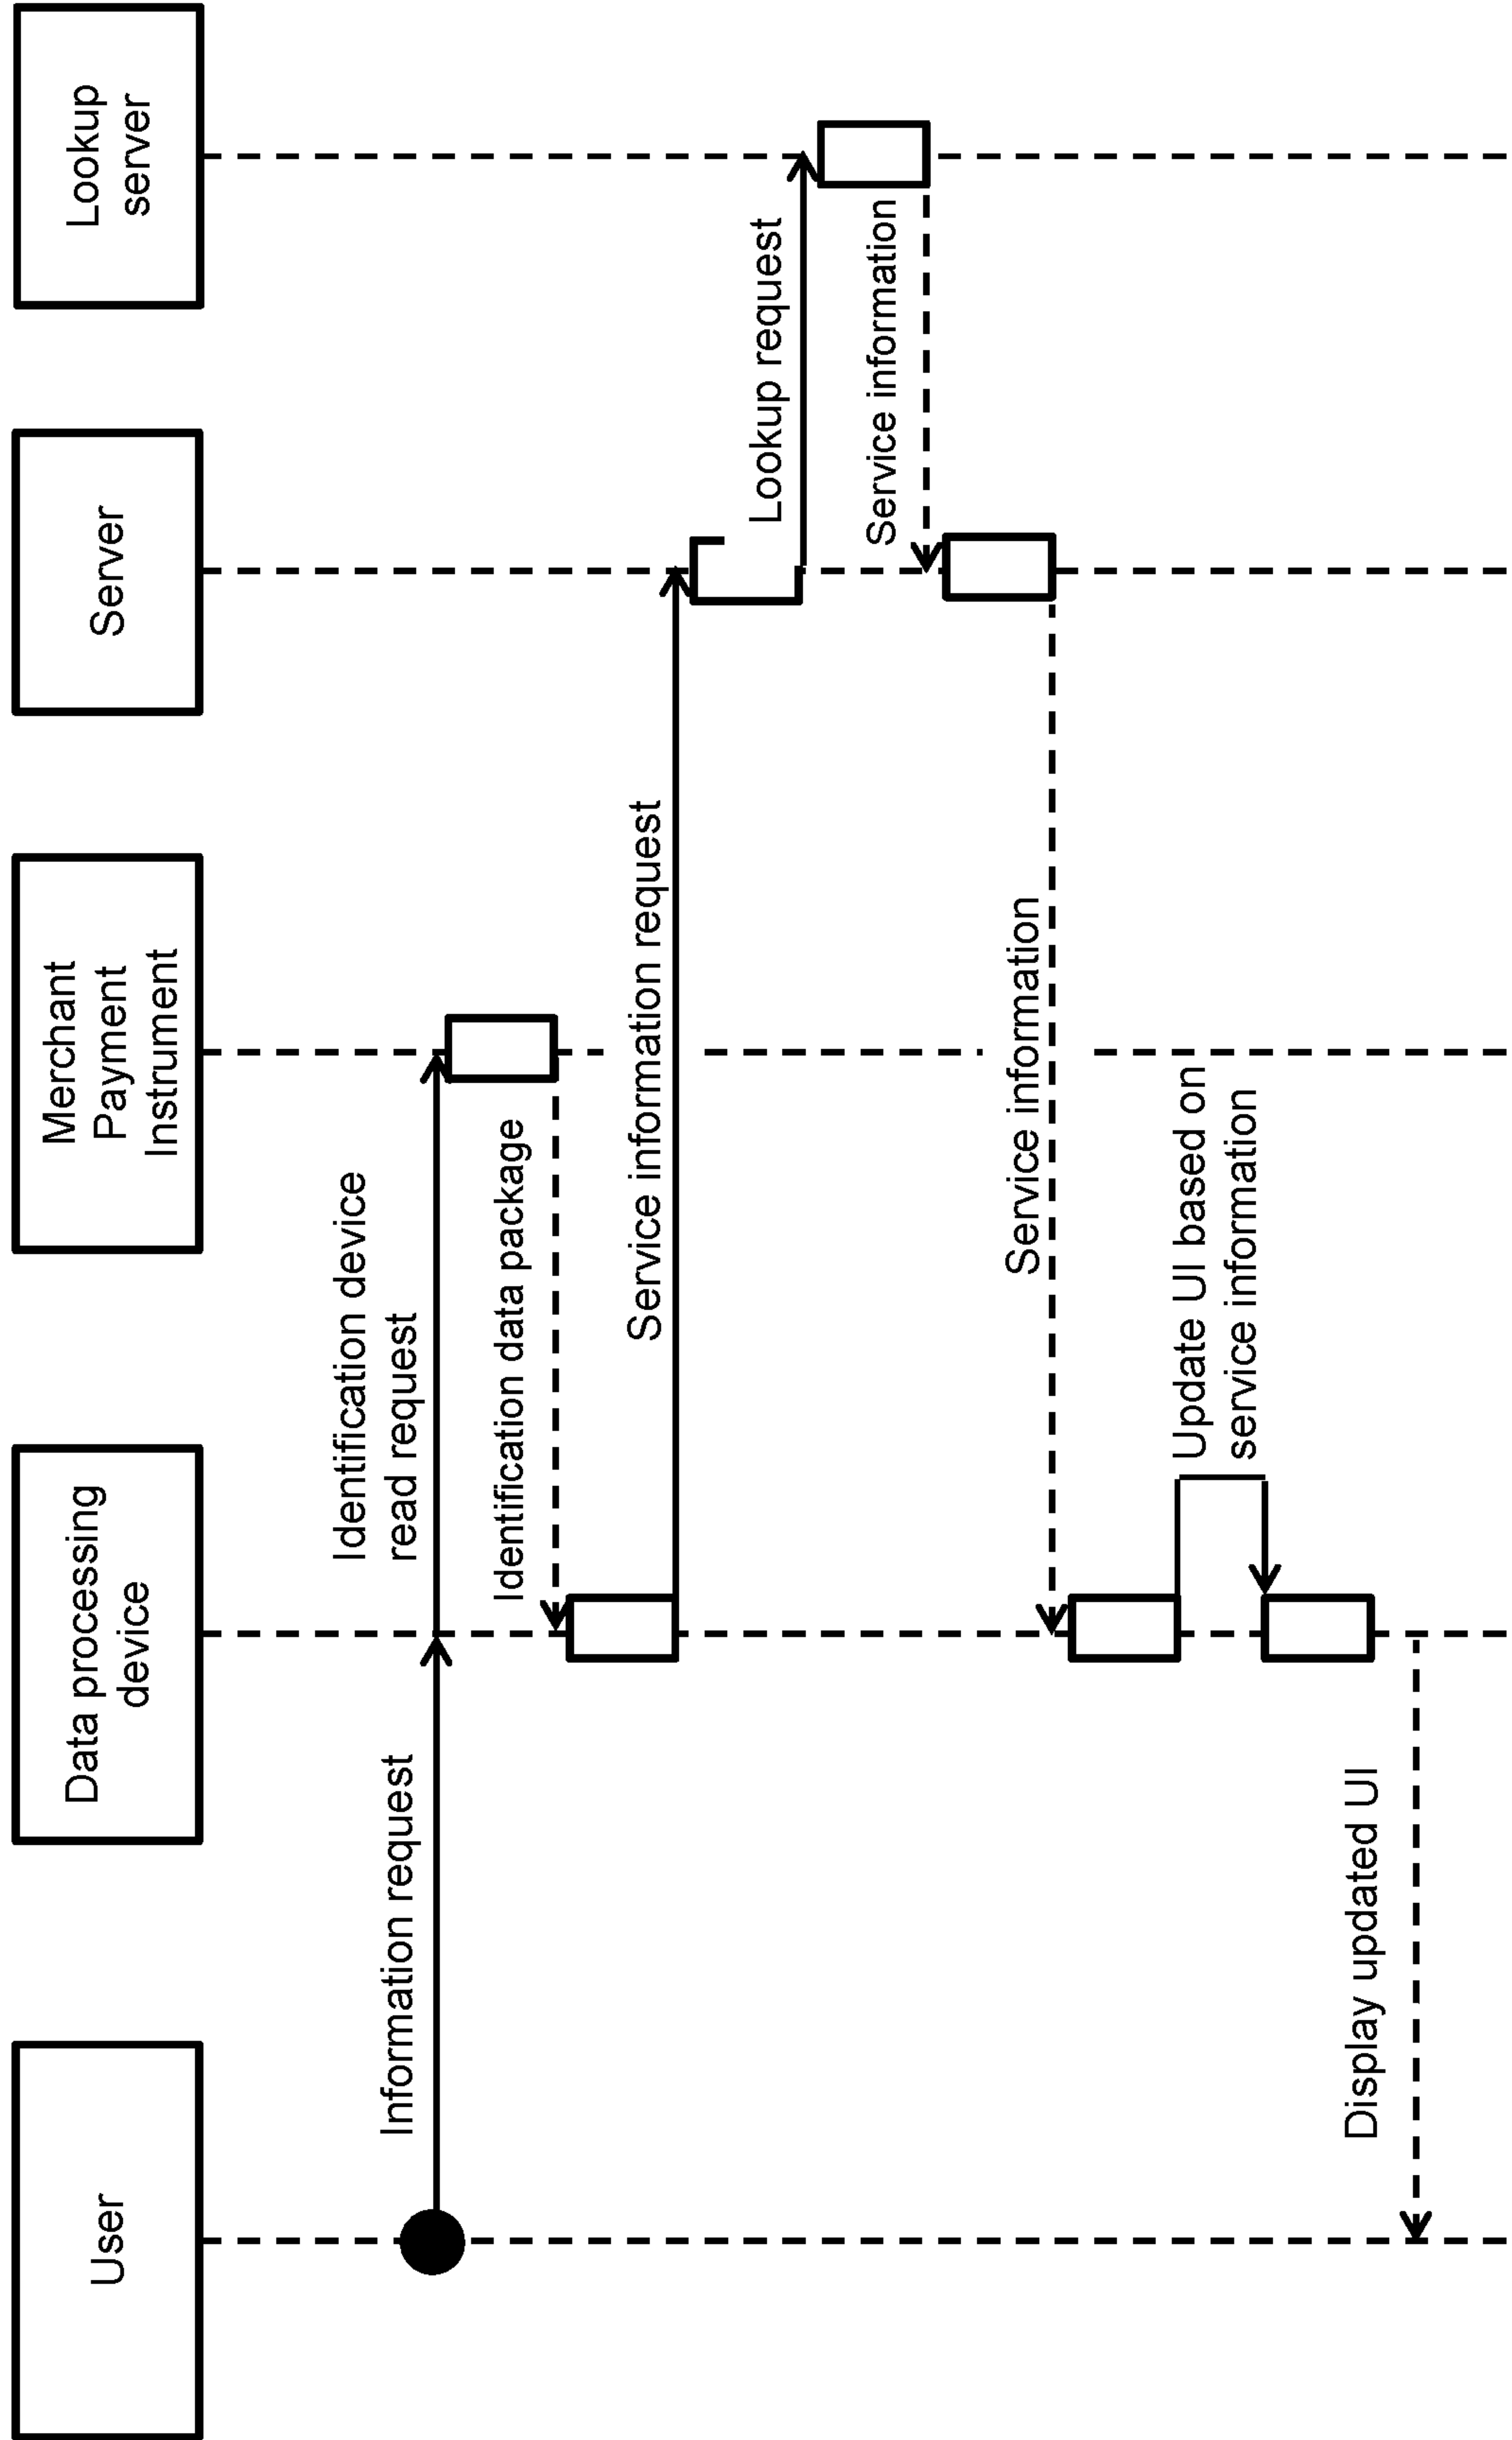 User
Data processing
device
Merchant
Payment
Instrument
Server
Lookup
server
Information request
Identification device
read request
Identification data package
Service information request
Lookup request
Service information
Service information
Update UI based on
service information
Display updated UI